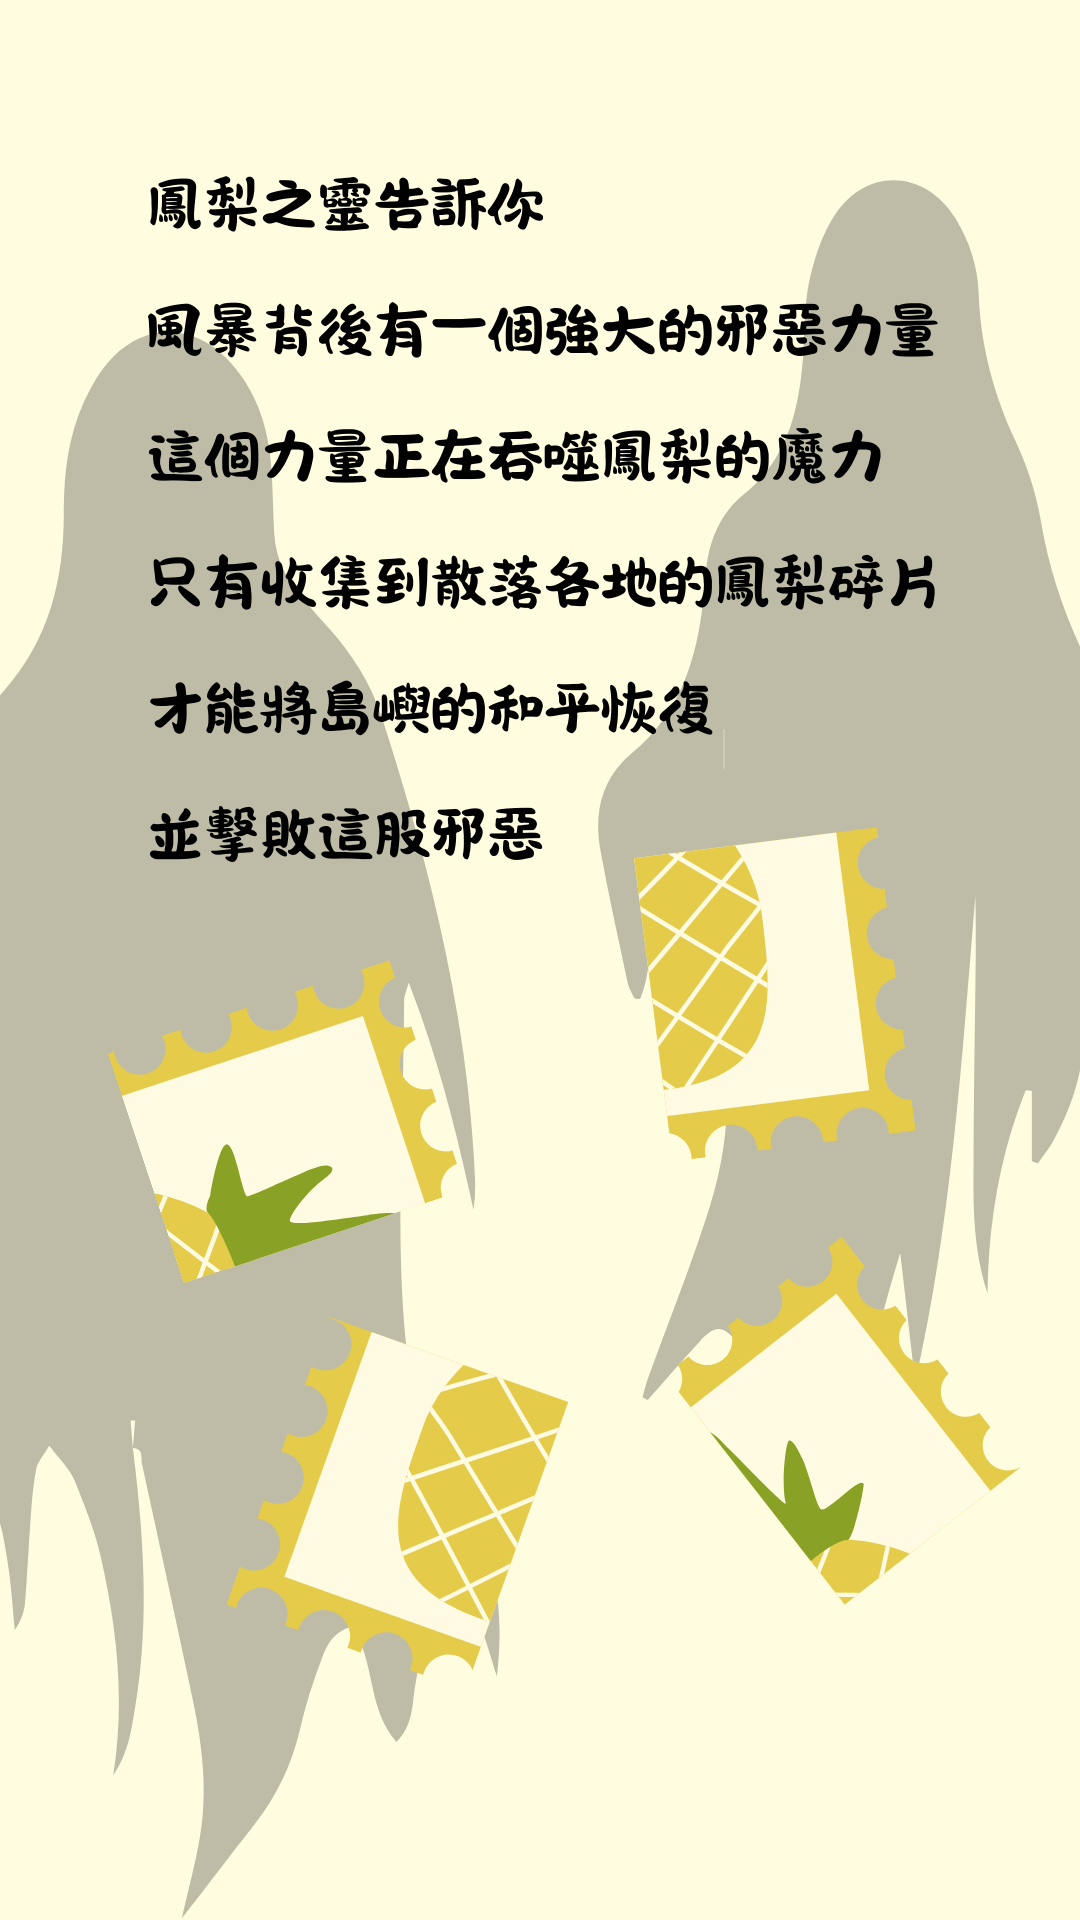 鳳梨之靈告訴你
風暴背後有一個強大的邪惡力量
這個力量正在吞噬鳳梨的魔力
只有收集到散落各地的鳳梨碎片
才能將島嶼的和平恢復
並擊敗這股邪惡